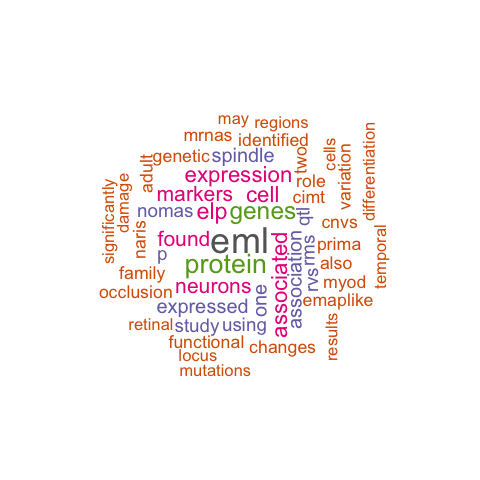 may
regions
mrnas
identified
two
cells
variation
differentiation
adult
genetic
spindle
expression
role
significantly
damage
markers
cell
cimt
nomas
elp
genes
qtl
cnvs
naris
found
eml
associated
association
rms
prima
temporal
p
protein
rvs
also
family
neurons
one
myod
occlusion
expressed
emaplike
retinal
study
using
results
functional
changes
locus
mutations